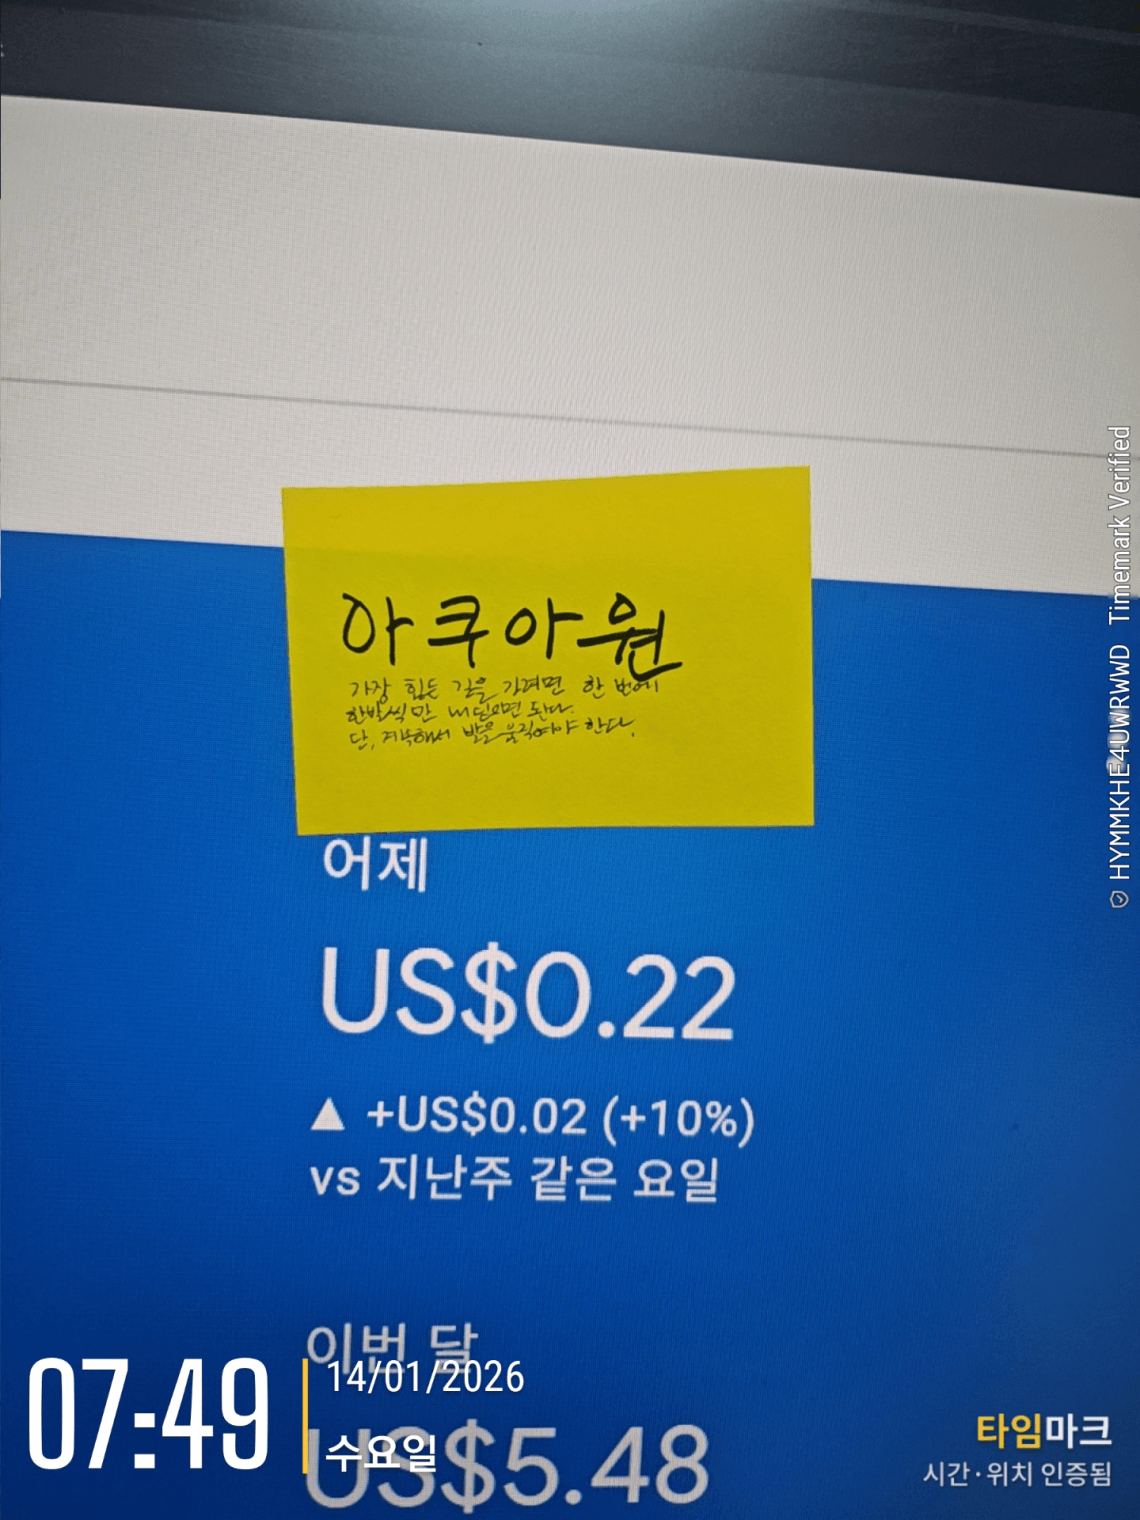 아쿠아원
가장 힘든 길을 가려면 한 번에
한발씩만 내딛으면 된다.
단, 계속해서 발을 움직여야 한다.
어제
US$0.22
▲ +US$0.02 (+10%)
vs 지난주 같은 요일
이번 달
US$5.48
07:49
14/01/2026
수요일
타임마크
시간·위치 인증됨
HYMMKHE4UWRWWD Timemark Verified